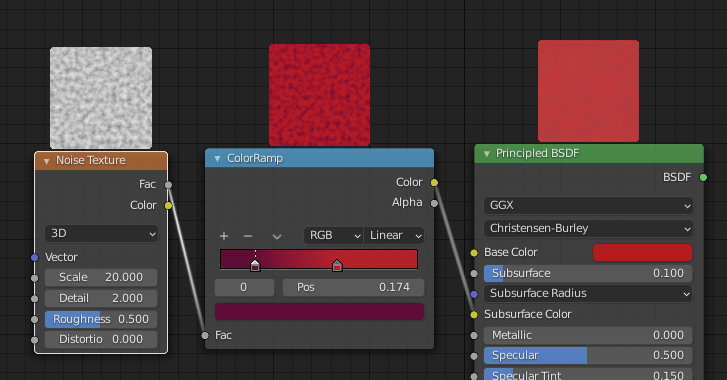 Noise Texture
Fac
Color
3D
Vector
Scale 20.000
Detail 2.000
Roughness 0.500
Distortio 0.000
ColorRamp
Color
Alpha
+ − RGB Linear
0 Pos 0.174
Fac
Principled BSDF
BSDF
GGX
Christensen-Burley
Base Color
Subsurface 0.100
Subsurface Radius
Subsurface Color
Metallic 0.000
Specular 0.500
Specular Tint 0.150